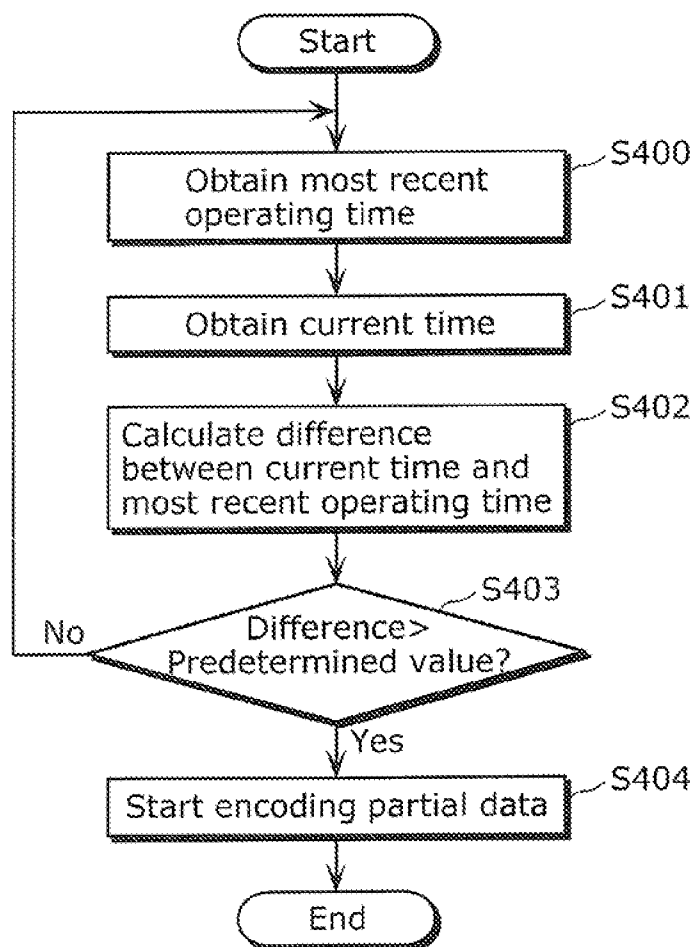 Start
S400
Obtain most recent
operating time
S401
Obtain current time
S402
Calculate difference
between current time and
most recent operating time
S403
Difference>
Predetermined value?
No
Yes
S404
Start encoding partial data
End